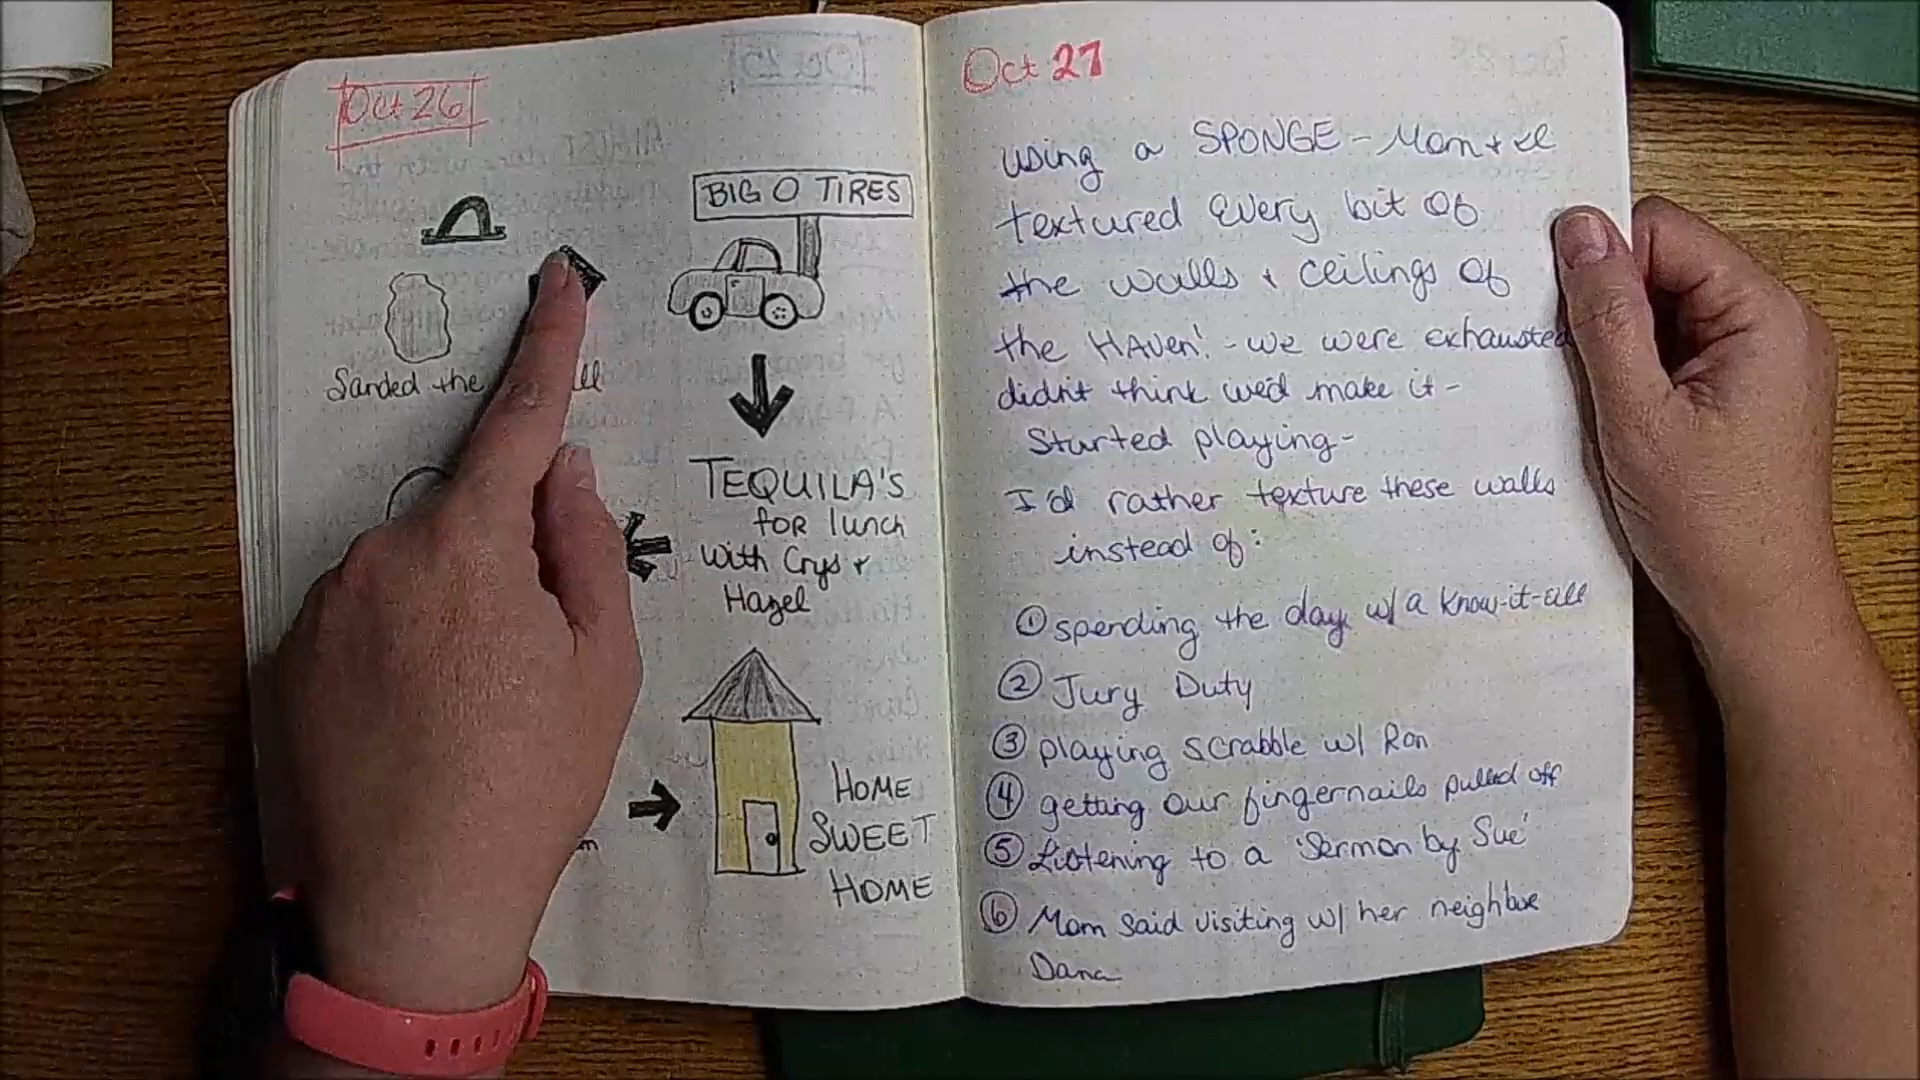 Oct 26
BIG O TIRES
Sanded the
TEQUILA'S
for lunch
with Crys +
Hazel
HOME
SWEET
HOME
Oct 27
using a SPONGE - Mom + I
textured every bit of
the walls + ceilings of
the HAVEN! - we were exhausted
didn't think we'd make it -
Started playing -
I'd rather texture these walls
instead of:
① spending the day w/ a know-it-all
② Jury Duty
③ playing scrabble w/ Ron
④ getting our fingernails pulled off
⑤ Listening to a 'Sermon by Sue'
⑥ Mom said visiting w/ her neighbor
Dana